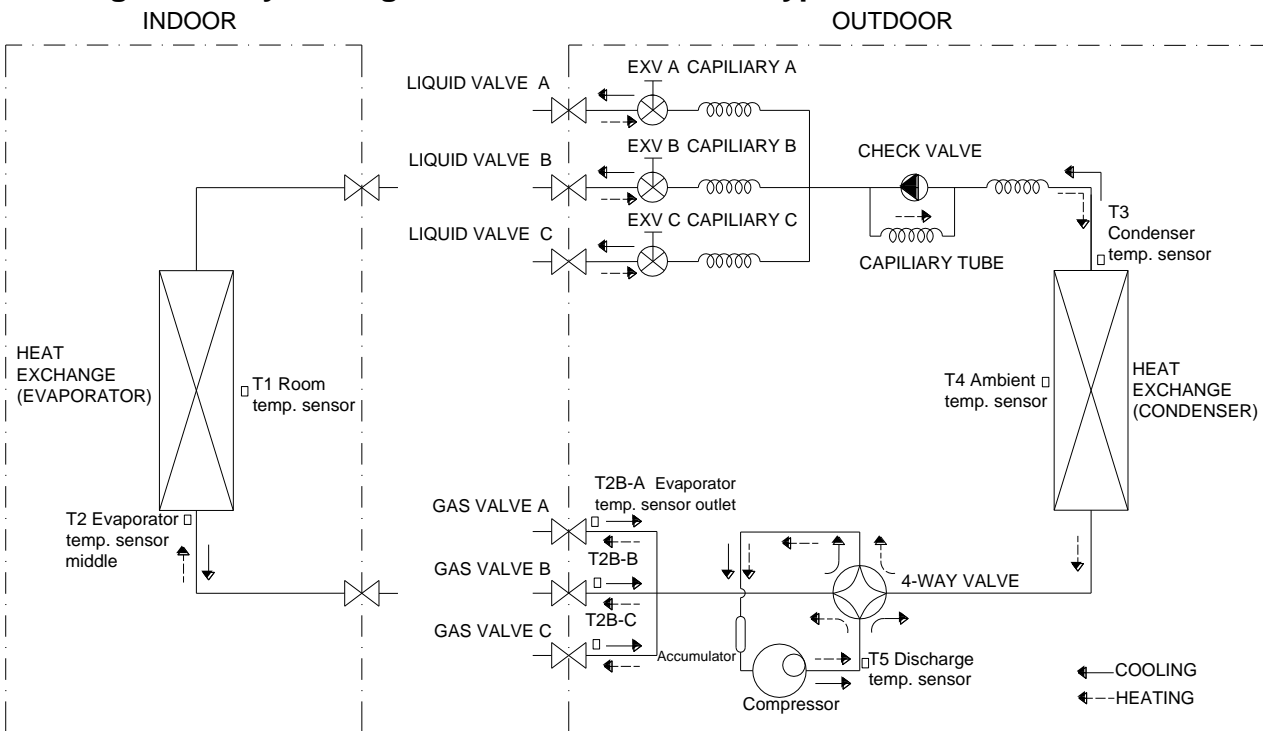 INDOOR
OUTDOOR
LIQUID VALVE A
EXV A CAPILIARY A
LIQUID VALVE B
EXV B CAPILIARY B
CHECK VALVE
LIQUID VALVE C
EXV C CAPILIARY C
CAPILIARY TUBE
T3
Condenser
temp. sensor
HEAT
EXCHANGE
(EVAPORATOR)
T1 Room
temp. sensor
T4 Ambient
temp. sensor
HEAT
EXCHANGE
(CONDENSER)
T2 Evaporator
temp. sensor
middle
GAS VALVE A
T2B-A Evaporator
temp. sensor outlet
GAS VALVE B
T2B-B
4-WAY VALVE
GAS VALVE C
T2B-C
Accumulator
Compressor
T5 Discharge
temp. sensor
COOLING
HEATING